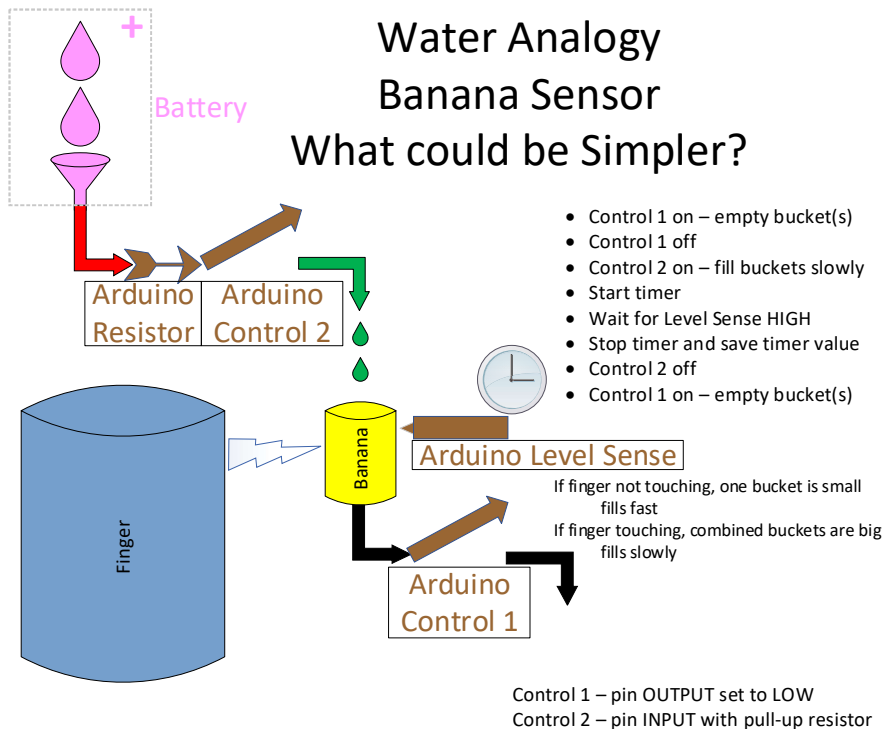 Water Analogy
Banana Sensor
What could be Simpler?
+
Battery
• Control 1 on – empty bucket(s)
• Control 1 off
• Control 2 on – fill buckets slowly
• Start timer
• Wait for Level Sense HIGH
• Stop timer and save timer value
• Control 2 off
• Control 1 on – empty bucket(s)
Arduino
Resistor
Arduino
Control 2
Finger
Banana
Arduino Level Sense
If finger not touching, one bucket is small
fills fast
If finger touching, combined buckets are big
fills slowly
Arduino
Control 1
Control 1 – pin OUTPUT set to LOW
Control 2 – pin INPUT with pull-up resistor